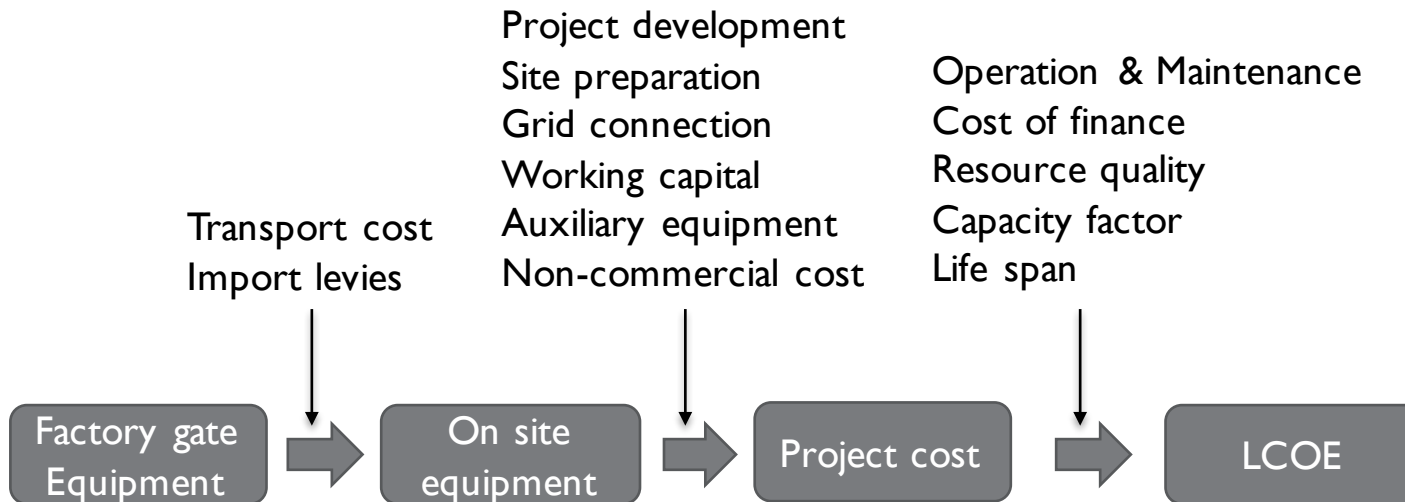 Project development
Site preparation
Grid connection
Working capital
Auxiliary equipment
Non-commercial cost
Operation & Maintenance
Cost of finance
Resource quality
Capacity factor
Life span
Transport cost
Import levies
Factory gate
Equipment
On site
equipment
Project cost
LCOE